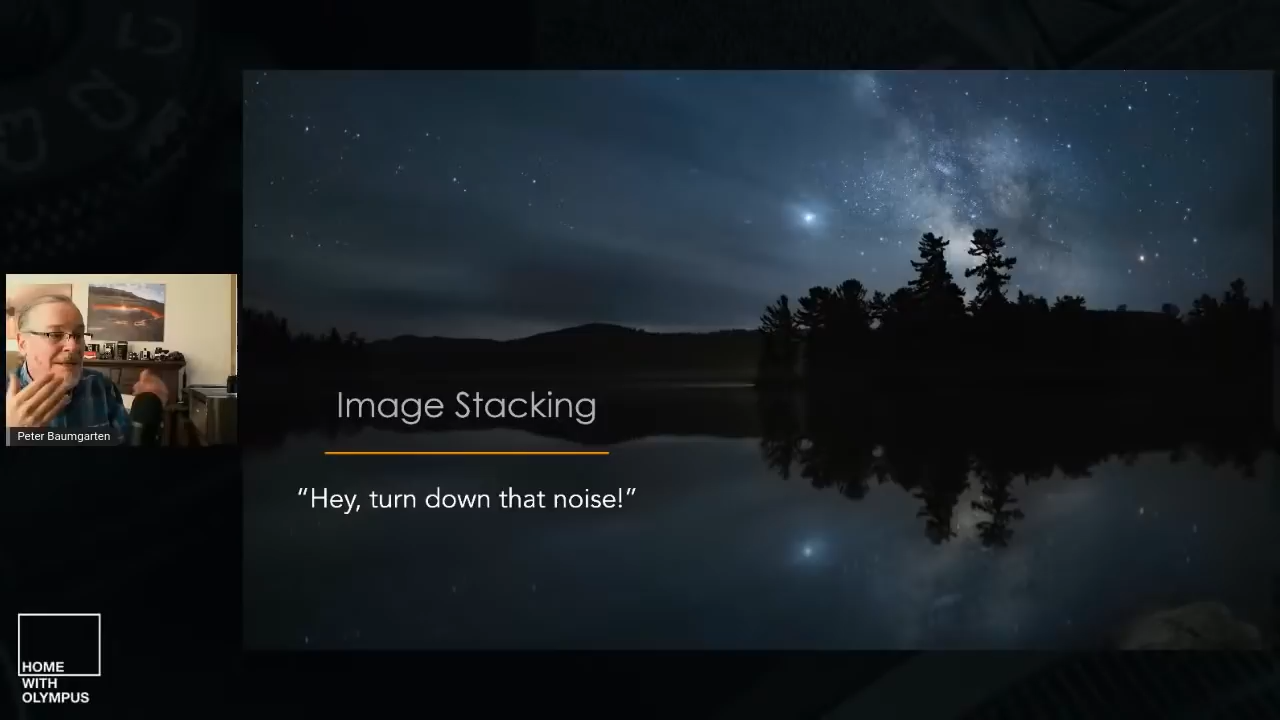 Image Stacking
“Hey, turn down that noise!”
Peter Baumgarten
HOME
WITH
OLYMPUS